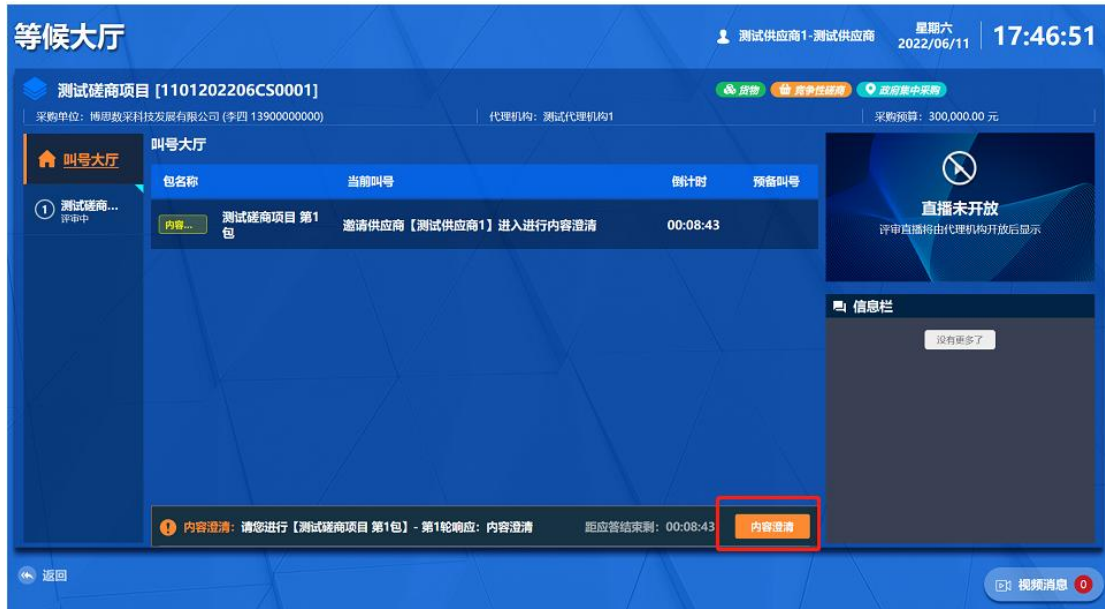 等候大厅
测试供应商1-测试供应商
星期六
2022/06/11
17:46:51
测试磋商项目 [1101202206CS0001]
货物
竞争性磋商
政府集中采购
采购单位：博思数采科技发展有限公司 (李四 13900000000)
代理机构：测试代理机构1
采购预算：300,000.00 元
叫号大厅
1 测试磋商...
评审中
叫号大厅
包名称 当前叫号 倒计时 预备叫号
内容... 测试磋商项目 第1包 邀请供应商【测试供应商1】进入进行内容澄清 00:08:43
直播未开放
评审直播将由代理机构开放后显示
信息栏
没有更多了
内容澄清：请您进行【测试磋商项目 第1包】- 第1轮响应：内容澄清 距应答结束剩：00:08:43 内容澄清
返回
视频消息 0